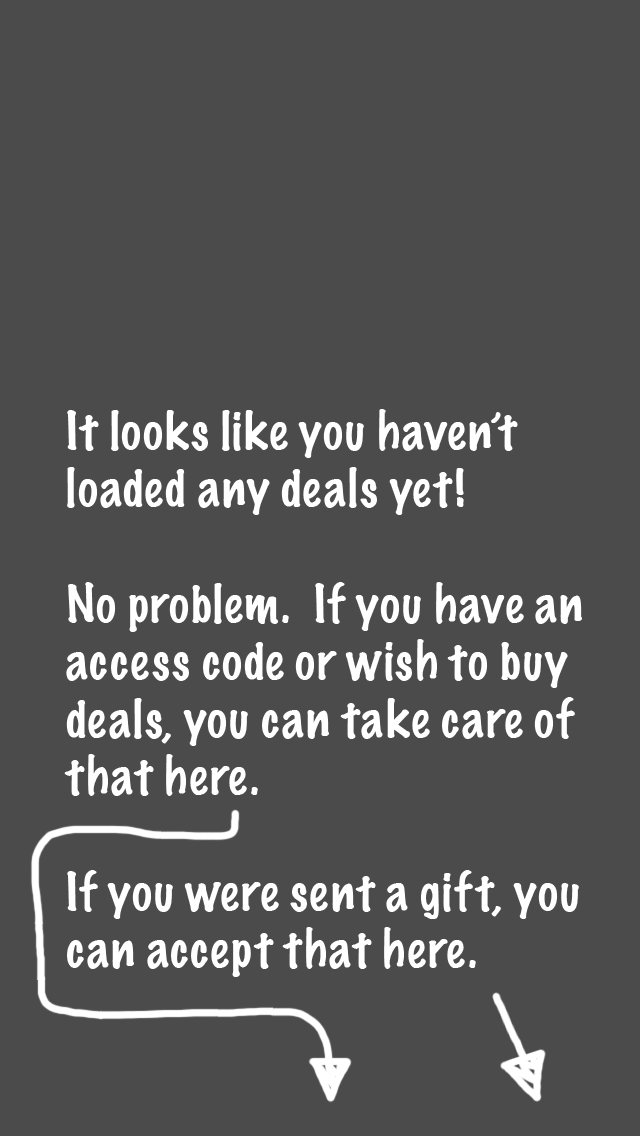 It looks like you haven’t
loaded any deals yet!
No problem.  If you have an
access code or wish to buy
deals, you can take care of
that here.
If you were sent a gift, you
can accept that here.